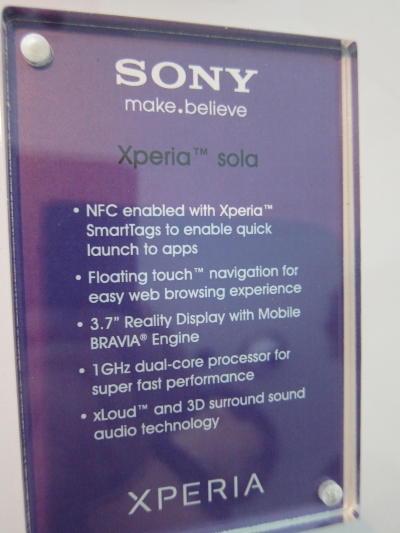 SONY
make.believe
Xperia™ sola
• NFC enabled with Xperia™
SmartTags to enable quick
launch to apps
• Floating touch™ navigation for
easy web browsing experience
• 3.7” Reality Display with Mobile
BRAVIA® Engine
• 1GHz dual-core processor for
super fast performance
• xLoud™ and 3D surround sound
audio technology
XPERIA